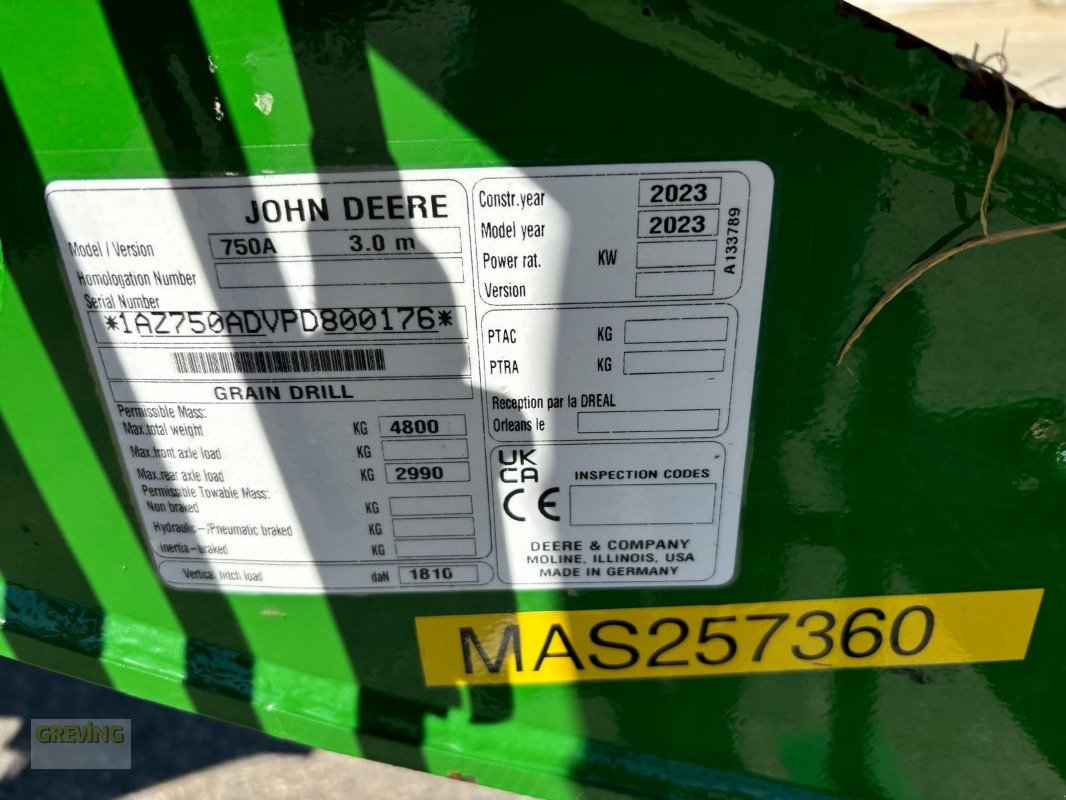 JOHN DEERE
Model / Version 750A 3.0 m
Homologation Number
Serial Number
*1AZ750ADVPD800176*
GRAIN DRILL
Permissible Mass:
Max.total weight KG 4800
Max.front axle load KG
Max.rear axle load KG 2990
Permissible Towable Mass:
Non braked KG
Hydraulic-/Pneumatic braked KG
Inertia-braked KG
Vertical hitch load daN 1810
Constr.year 2023
Model year 2023
Power rat. KW
Version
A133789
PTAC KG
PTRA KG
Reception par la DREAL
Orleans le
UK
CA
CE
INSPECTION CODES
DEERE & COMPANY
MOLINE, ILLINOIS, USA
MADE IN GERMANY
MAS257360
GREVING